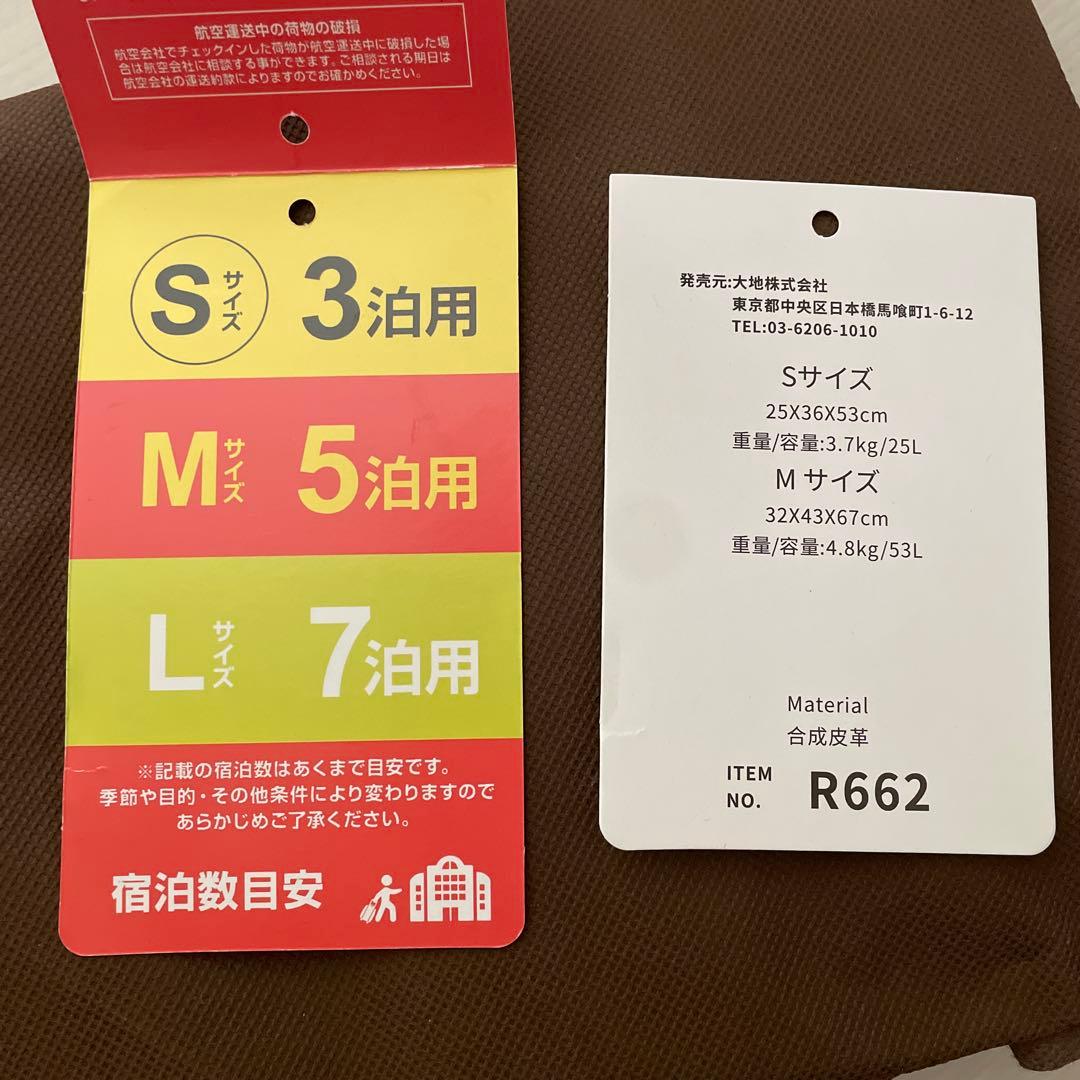 航空運送中の荷物の破損
航空会社でチェックインした荷物が航空運送中に破損した場
合は航空会社に相談する事ができます。ご相談される期日は
航空会社の運送約款によりますのでお確かめください。
Sサイズ 3泊用
Mサイズ 5泊用
Lサイズ 7泊用
※記載の宿泊数はあくまで目安です。
季節や目的・その他条件により変わりますので
あらかじめご了承ください。
宿泊数目安
発売元:大地株式会社
東京都中央区日本橋馬喰町1-6-12
TEL:03-6206-1010
Sサイズ
25X36X53cm
重量/容量:3.7kg/25L
M サイズ
32X43X67cm
重量/容量:4.8kg/53L
Material
合成皮革
ITEM
NO. R662